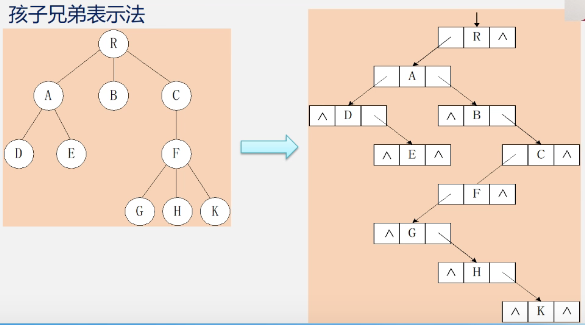 孩子兄弟表示法
R
A B C
D E F
G H K
R ∧
A
∧ D ∧ B
∧ E ∧ C ∧
F ∧
∧ G
∧ H
∧ K ∧